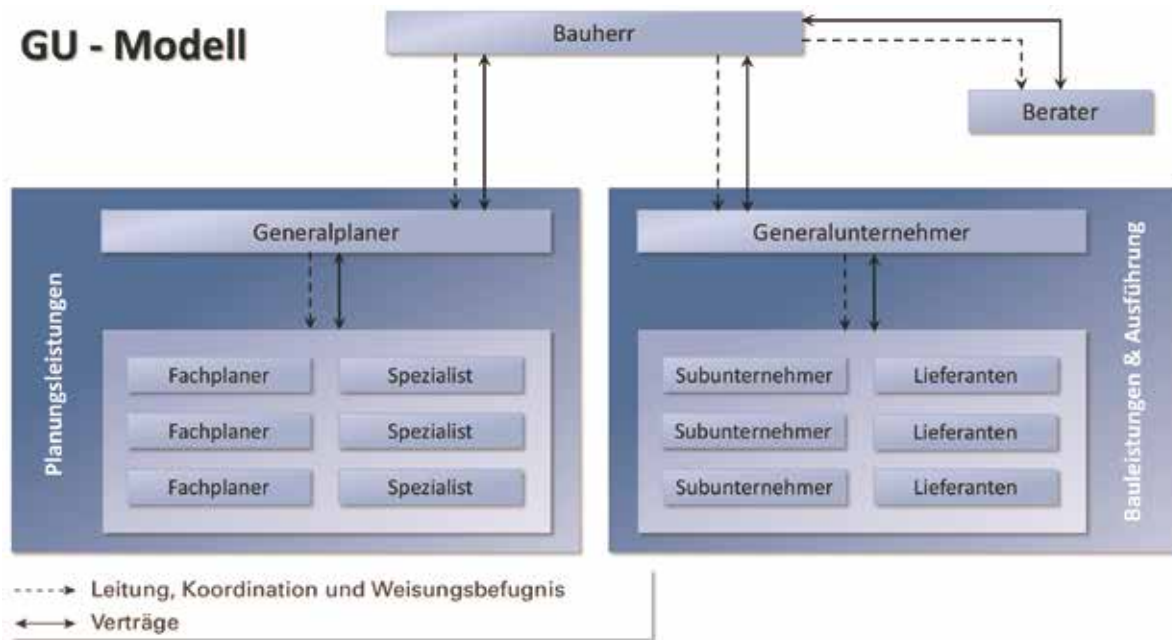 GU - Modell
Bauherr
Berater
Planungsleistungen
Generalplaner
Fachplaner Spezialist
Fachplaner Spezialist
Fachplaner Spezialist
Generalunternehmer
Subunternehmer Lieferanten
Subunternehmer Lieferanten
Subunternehmer Lieferanten
Bauleistungen & Ausführung
Leitung, Koordination und Weisungsbefugnis
Verträge